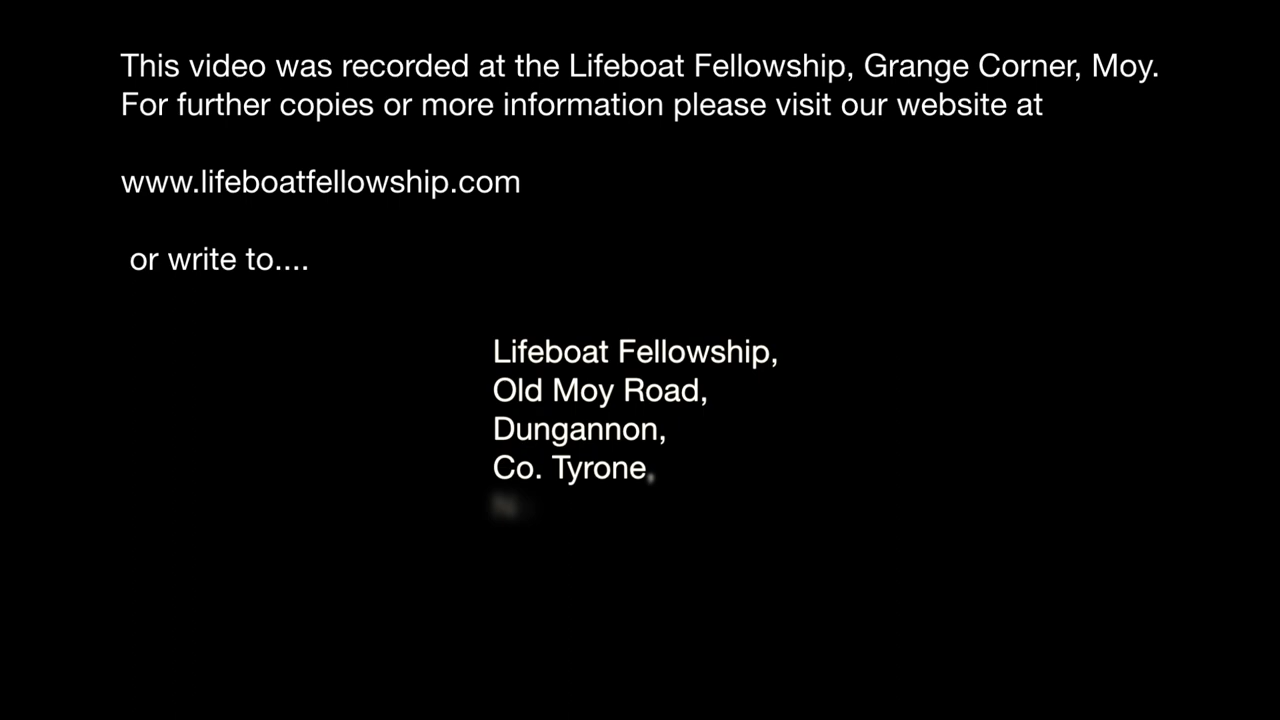 This video was recorded at the Lifeboat Fellowship, Grange Corner, Moy.
For further copies or more information please visit our website at
www.lifeboatfellowship.com
or write to....
Lifeboat Fellowship,
Old Moy Road,
Dungannon,
Co. Tyrone,